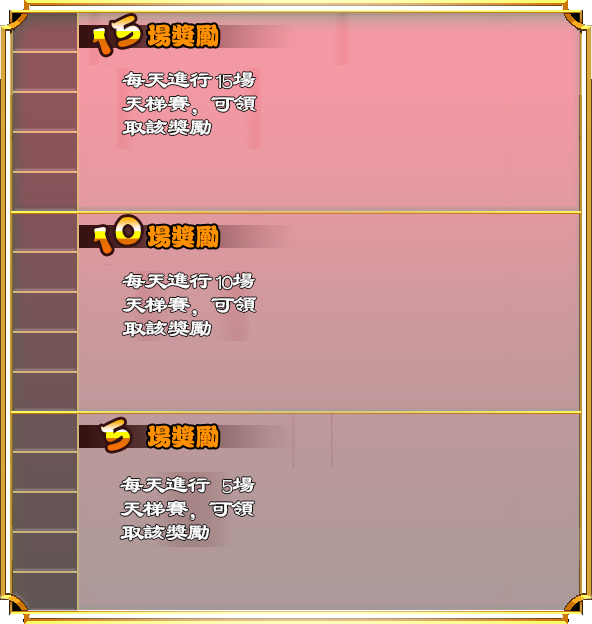 15場獎勵
每天進行15場
天梯賽，可領
取該獎勵
10場獎勵
每天進行10場
天梯賽，可領
取該獎勵
5 場獎勵
每天進行 5場
天梯賽，可領
取該獎勵